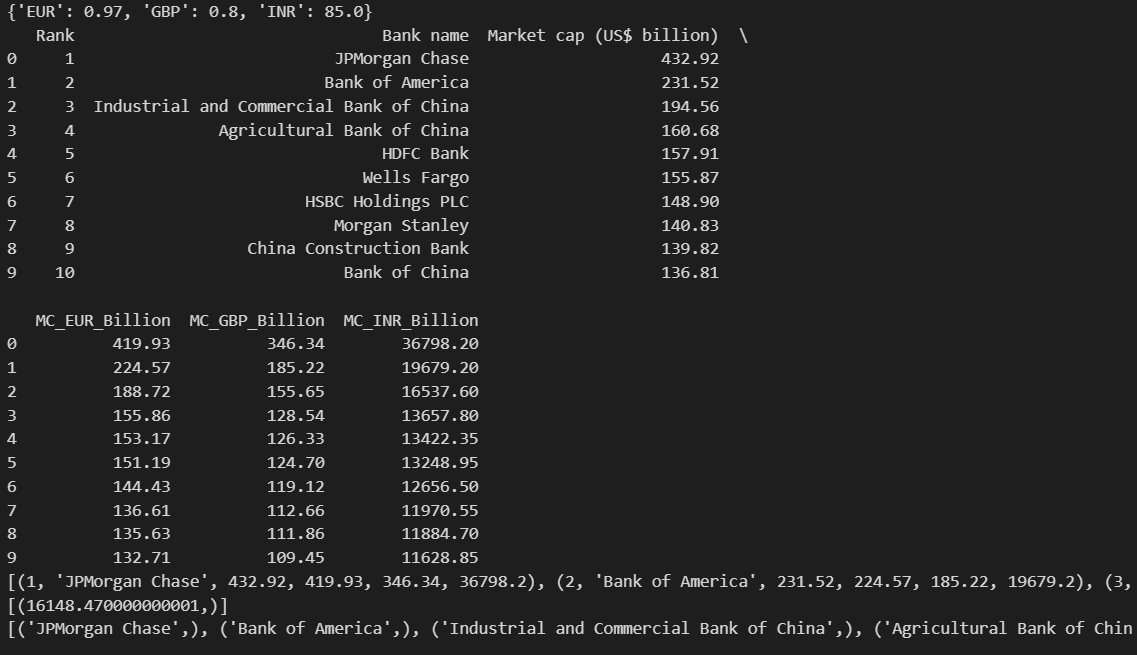 {'EUR': 0.97, 'GBP': 0.8, 'INR': 85.0}
Rank Bank name Market cap (US$ billion) \
0 1 JPMorgan Chase 432.92
1 2 Bank of America 231.52
2 3 Industrial and Commercial Bank of China 194.56
3 4 Agricultural Bank of China 160.68
4 5 HDFC Bank 157.91
5 6 Wells Fargo 155.87
6 7 HSBC Holdings PLC 148.90
7 8 Morgan Stanley 140.83
8 9 China Construction Bank 139.82
9 10 Bank of China 136.81
MC_EUR_Billion MC_GBP_Billion MC_INR_Billion
0 419.93 346.34 36798.20
1 224.57 185.22 19679.20
2 188.72 155.65 16537.60
3 155.86 128.54 13657.80
4 153.17 126.33 13422.35
5 151.19 124.70 13248.95
6 144.43 119.12 12656.50
7 136.61 112.66 11970.55
8 135.63 111.86 11884.70
9 132.71 109.45 11628.85
[(1, 'JPMorgan Chase', 432.92, 419.93, 346.34, 36798.2), (2, 'Bank of America', 231.52, 224.57, 185.22, 19679.2), (3,
[(16148.470000000001,)]
[('JPMorgan Chase',), ('Bank of America',), ('Industrial and Commercial Bank of China',), ('Agricultural Bank of Chin